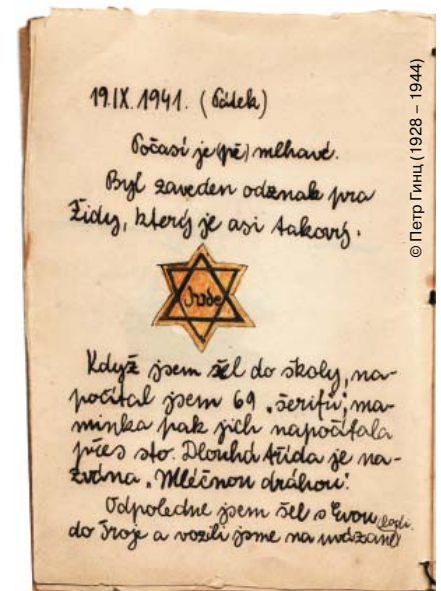 19.IX.1941. (Pátek)
Počasí je (pě) mlhavé.
Byl zaveden odznak pra
Židy, který je asi takový.
Jude
Když jsem šel do školy, na-
počítal jsem 69 „šerifů", ma-
minka pak jich napočítala
přes sto. Dlouhá třída je na-
zvána „Mléčnou dráhou".
Odpoledne jsem šel s Evou
do Troje a vozili jsme na
© Петр Гинц (1928 – 1944)